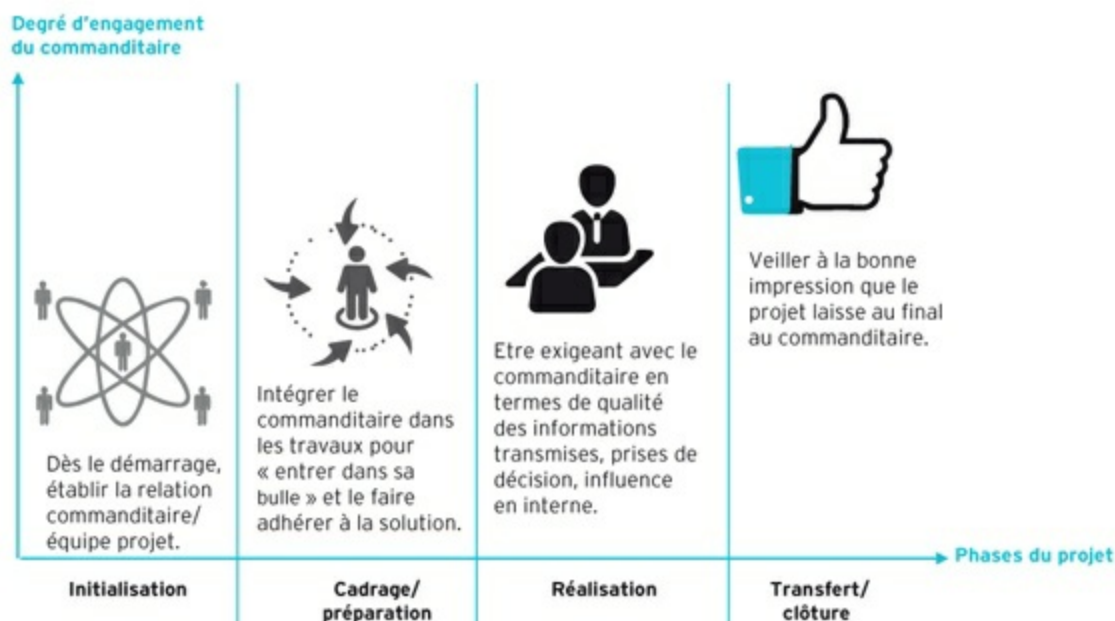 Degré d'engagement
du commanditaire
Dès le démarrage,
établir la relation
commanditaire/
équipe projet.
Intégrer le
commanditaire dans
les travaux pour
« entrer dans sa
bulle » et le faire
adhérer à la solution.
Etre exigeant avec le
commanditaire en
termes de qualité
des informations
transmises, prises de
décision, influence
en interne.
Veiller à la bonne
impression que le
projet laisse au final
au commanditaire.
Phases du projet
Initialisation
Cadrage/
préparation
Réalisation
Transfert/
clôture